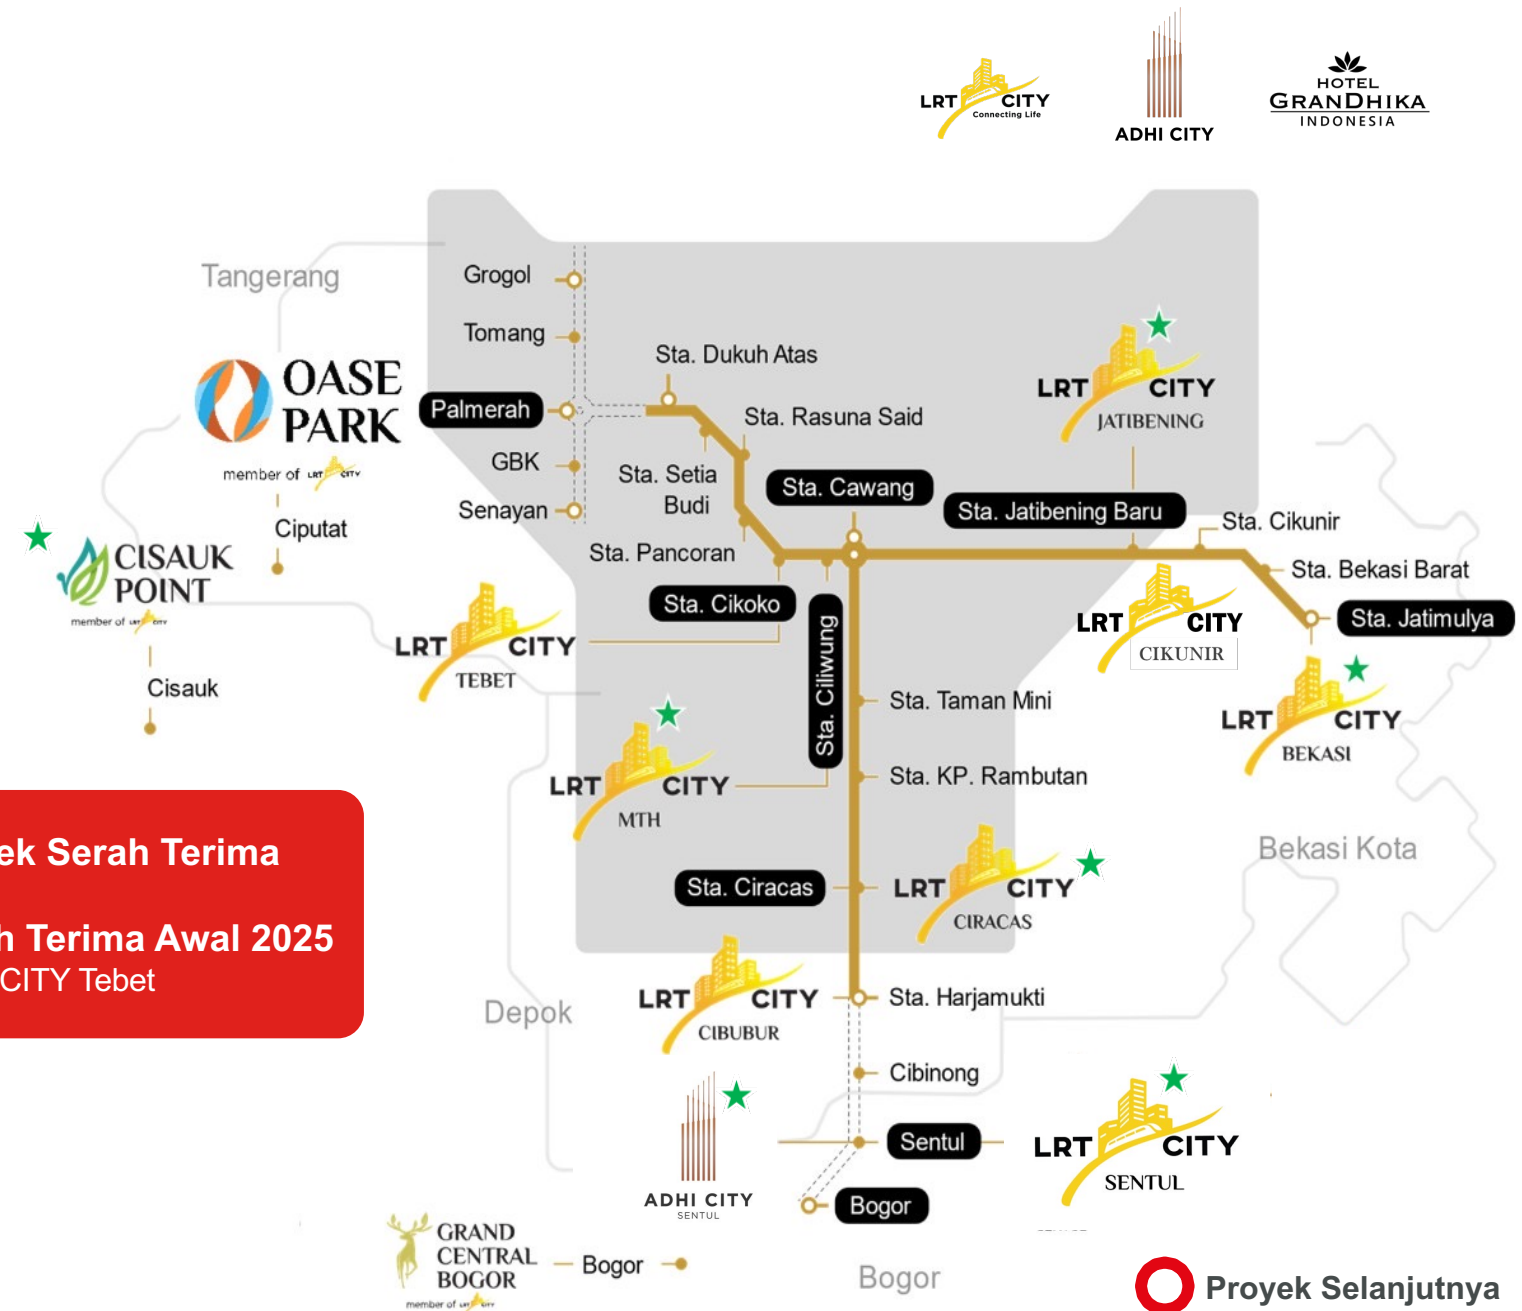 LRT CITY
Connecting Life
ADHI CITY
HOTEL
GRANDHIKA
INDONESIA
Tangerang
Grogol
Tomang
Palmerah
GBK
Senayan
OASE
PARK
member of LRT CITY
Ciputat
CISAUK
POINT
member of LRT CITY
Cisauk
Sta. Dukuh Atas
Sta. Rasuna Said
Sta. Setia
Budi
Sta. Pancoran
Sta. Cawang
Sta. Cikoko
Sta. Ciliwung
LRT CITY
JATIBENING
Sta. Jatibening Baru
Sta. Cikunir
Sta. Bekasi Barat
Sta. Jatimulya
LRT CITY
CIKUNIR
LRT CITY
BEKASI
LRT CITY
TEBET
LRT CITY
MTH
Sta. Taman Mini
Sta. KP. Rambutan
Sta. Ciracas
LRT CITY
CIRACAS
Bekasi Kota
ek Serah Terima
h Terima Awal 2025
CITY Tebet
Depok
LRT CITY
CIBUBUR
Sta. Harjamukti
Cibinong
Sentul
Bogor
ADHI CITY
SENTUL
LRT CITY
SENTUL
GRAND
CENTRAL
BOGOR
member of LRT CITY
Bogor
Bogor
Proyek Selanjutnya